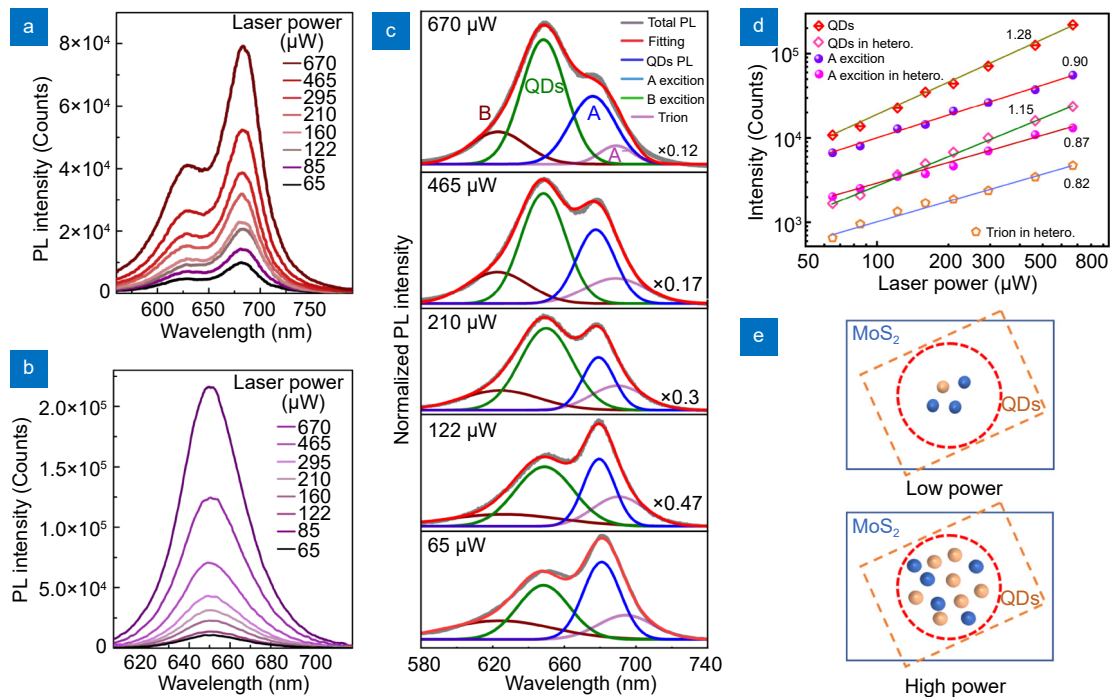 a
Laser power
(μW)
670
465
295
210
160
122
85
65
8×10⁴
6×10⁴
4×10⁴
2×10⁴
0
PL intensity (Counts)
600 650 700 750
Wavelength (nm)
b
Laser power
(μW)
670
465
295
210
160
122
85
65
2.0×10⁵
1.5×10⁵
1.0×10⁵
5.0×10⁴
0
PL intensity (Counts)
620 640 660 680 700
Wavelength (nm)
c
670 μW
Total PL
Fitting
QDs PL
A excition
B excition
Trion
B
QDs
A
A⁻
×0.12
465 μW
×0.17
210 μW
×0.3
122 μW
×0.47
65 μW
Normalized PL intensity
580 620 660 700 740
Wavelength (nm)
d
QDs
QDs in hetero.
A excition
A excition in hetero.
1.28
0.90
1.15
0.87
0.82
Trion in hetero.
10⁵
10⁴
10³
Intensity (Counts)
50 100 200 300 400 600 800
Laser power (μW)
e
MoS₂
QDs
Low power
MoS₂
QDs
High power